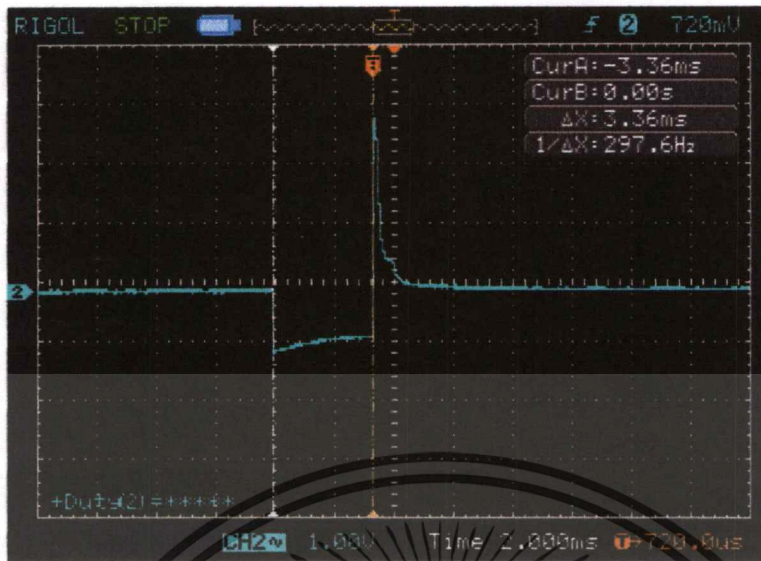 RIGOL STOP T 2 720mV
CurA:-3.36ms
CurB:0.00s
ΔX:3.36ms
1/ΔX:297.6Hz
2
+Duty(2)=*****
CH2~ 1.00V Time 2.000ms T→720.0us